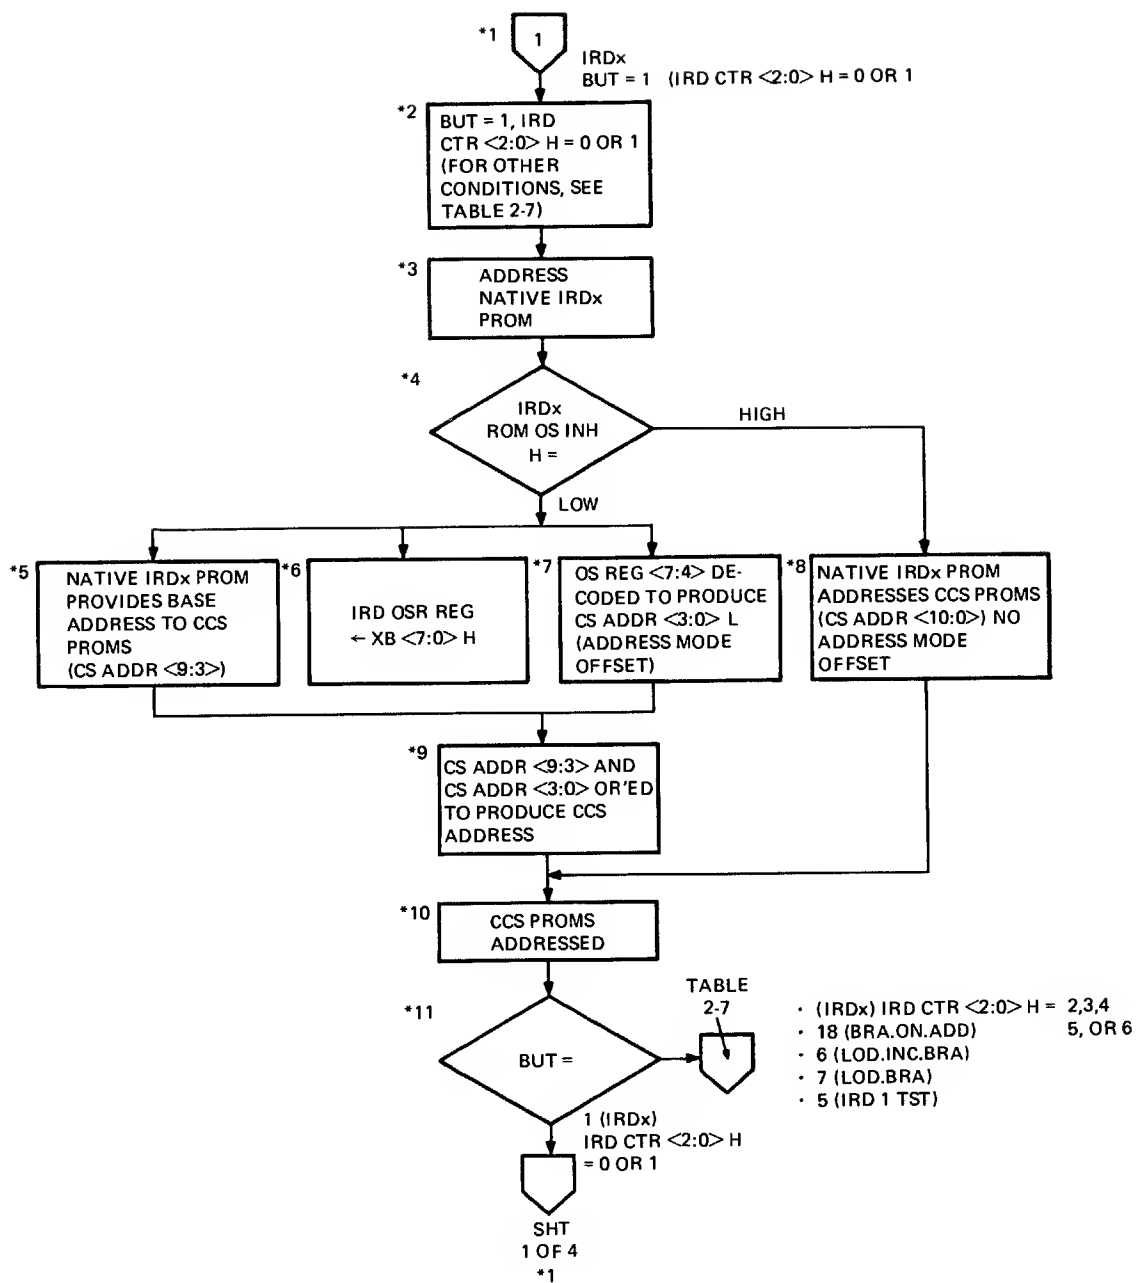 *1
1
IRDx
BUT = 1 (IRD CTR <2:0> H = 0 OR 1
*2
BUT = 1, IRD
CTR <2:0> H = 0 OR 1
(FOR OTHER
CONDITIONS, SEE
TABLE 2-7)
*3
ADDRESS
NATIVE IRDx
PROM
*4
IRDx
ROM OS INH
H =
HIGH
LOW
*5
NATIVE IRDx PROM
PROVIDES BASE
ADDRESS TO CCS
PROMS
(CS ADDR <9:3>)
*6
IRD OSR REG
← XB <7:0> H
*7
OS REG <7:4> DE-
CODED TO PRODUCE
CS ADDR <3:0> L
(ADDRESS MODE
OFFSET)
*8
NATIVE IRDx PROM
ADDRESSES CCS PROMS
(CS ADDR <10:0>) NO
ADDRESS MODE
OFFSET
*9
CS ADDR <9:3> AND
CS ADDR <3:0> OR'ED
TO PRODUCE CCS
ADDRESS
*10
CCS PROMS
ADDRESSED
*11
BUT =
TABLE
2-7
· (IRDx) IRD CTR <2:0> H = 2,3,4
5, OR 6
· 18 (BRA.ON.ADD)
· 6 (LOD.INC.BRA)
· 7 (LOD.BRA)
· 5 (IRD 1 TST)
1 (IRDx)
IRD CTR <2:0> H
= 0 OR 1
SHT
1 OF 4
*1